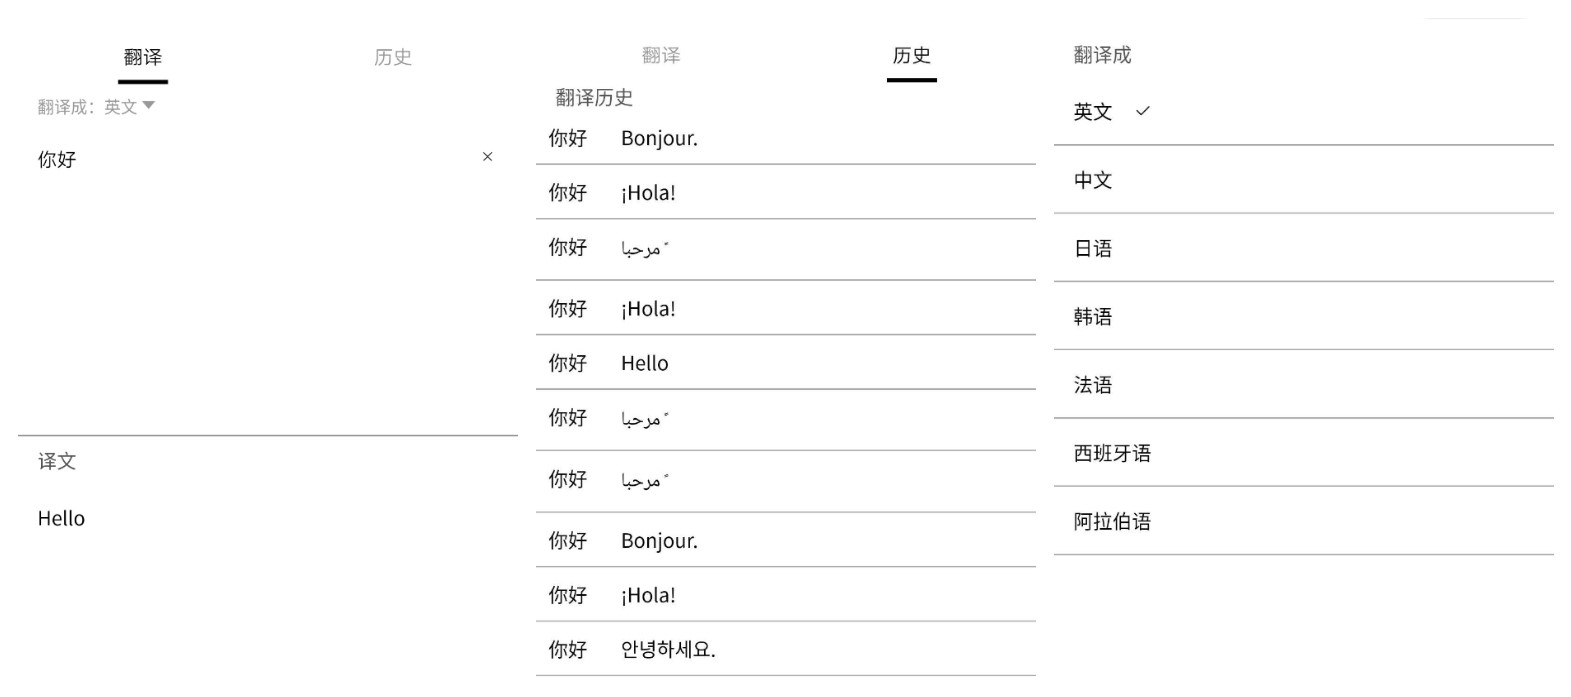 翻译 历史
翻译成：英文
你好 ×
译文
Hello
翻译 历史
翻译历史
你好 Bonjour.
你好 ¡Hola!
你好 مرحبا ً
你好 ¡Hola!
你好 Hello
你好 مرحبا ً
你好 مرحبا ً
你好 Bonjour.
你好 ¡Hola!
你好 안녕하세요.
翻译成
英文
中文
日语
韩语
法语
西班牙语
阿拉伯语